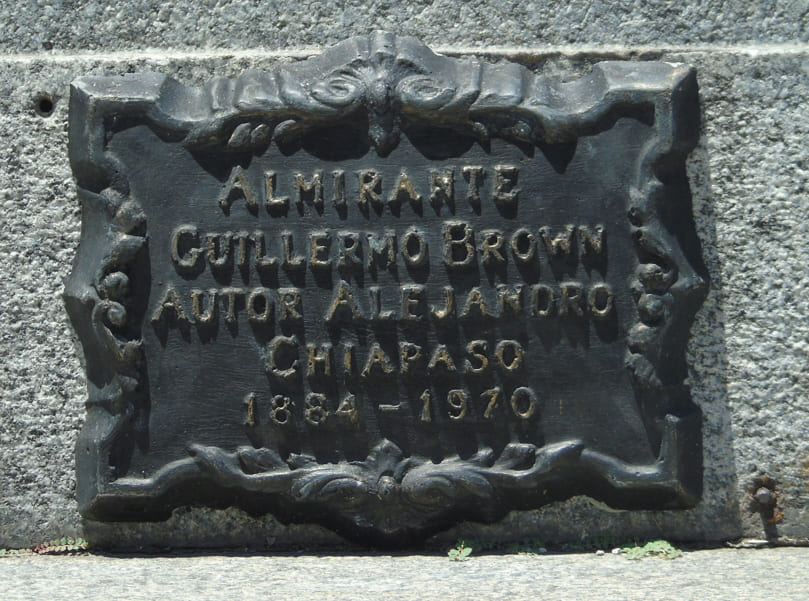 ALMIRANTE
GUILLERMO BROWN
AUTOR ALEJANDRO
CHIAPASO
1884 - 1970